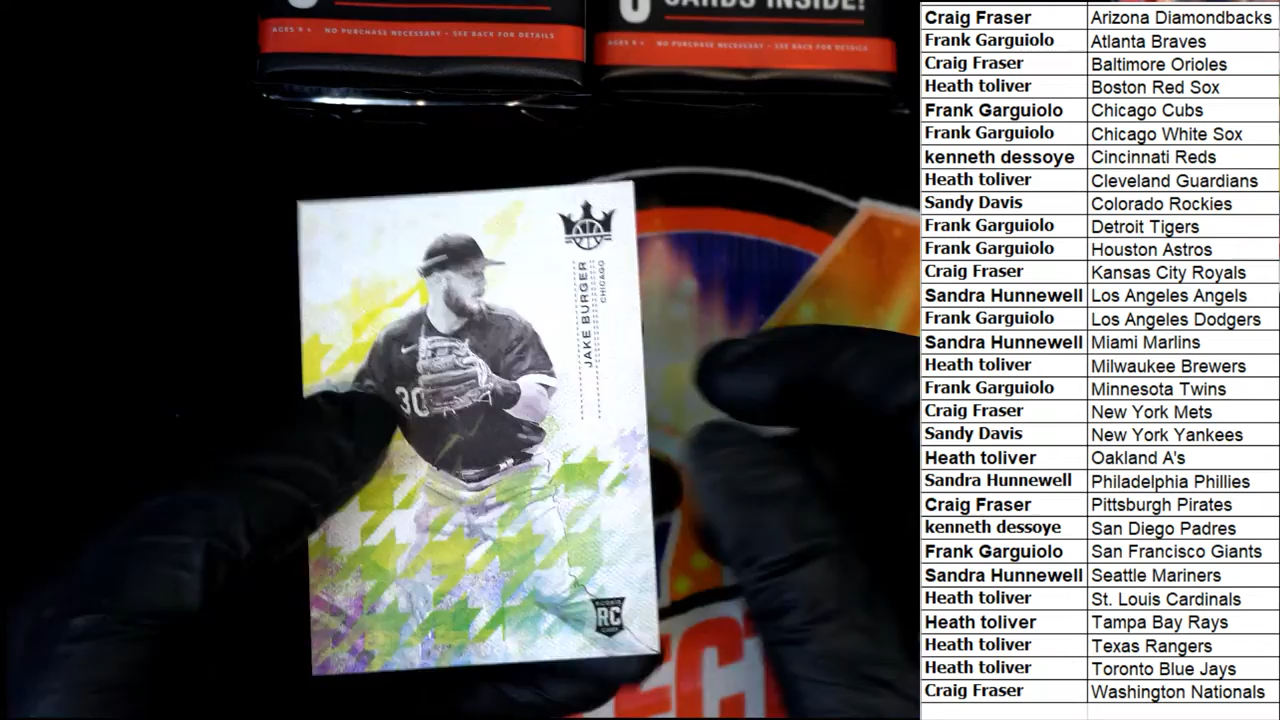 CARDS INSIDE!
AGES 9+ NO PURCHASE NECESSARY • SEE BACK FOR DETAILS
AGES 9+ NO PURCHASE NECESSARY • SEE BACK FOR DETAILS
JAKE BURGER
CHICAGO
30
ROOKIE
RC
CARD
Craig Fraser Arizona Diamondbacks
Frank Garguiolo Atlanta Braves
Craig Fraser Baltimore Orioles
Heath toliver Boston Red Sox
Frank Garguiolo Chicago Cubs
Frank Garguiolo Chicago White Sox
kenneth dessoye Cincinnati Reds
Heath toliver Cleveland Guardians
Sandy Davis Colorado Rockies
Frank Garguiolo Detroit Tigers
Frank Garguiolo Houston Astros
Craig Fraser Kansas City Royals
Sandra Hunnewell Los Angeles Angels
Frank Garguiolo Los Angeles Dodgers
Sandra Hunnewell Miami Marlins
Heath toliver Milwaukee Brewers
Frank Garguiolo Minnesota Twins
Craig Fraser New York Mets
Sandy Davis New York Yankees
Heath toliver Oakland A's
Sandra Hunnewell Philadelphia Phillies
Craig Fraser Pittsburgh Pirates
kenneth dessoye San Diego Padres
Frank Garguiolo San Francisco Giants
Sandra Hunnewell Seattle Mariners
Heath toliver St. Louis Cardinals
Heath toliver Tampa Bay Rays
Heath toliver Texas Rangers
Heath toliver Toronto Blue Jays
Craig Fraser Washington Nationals